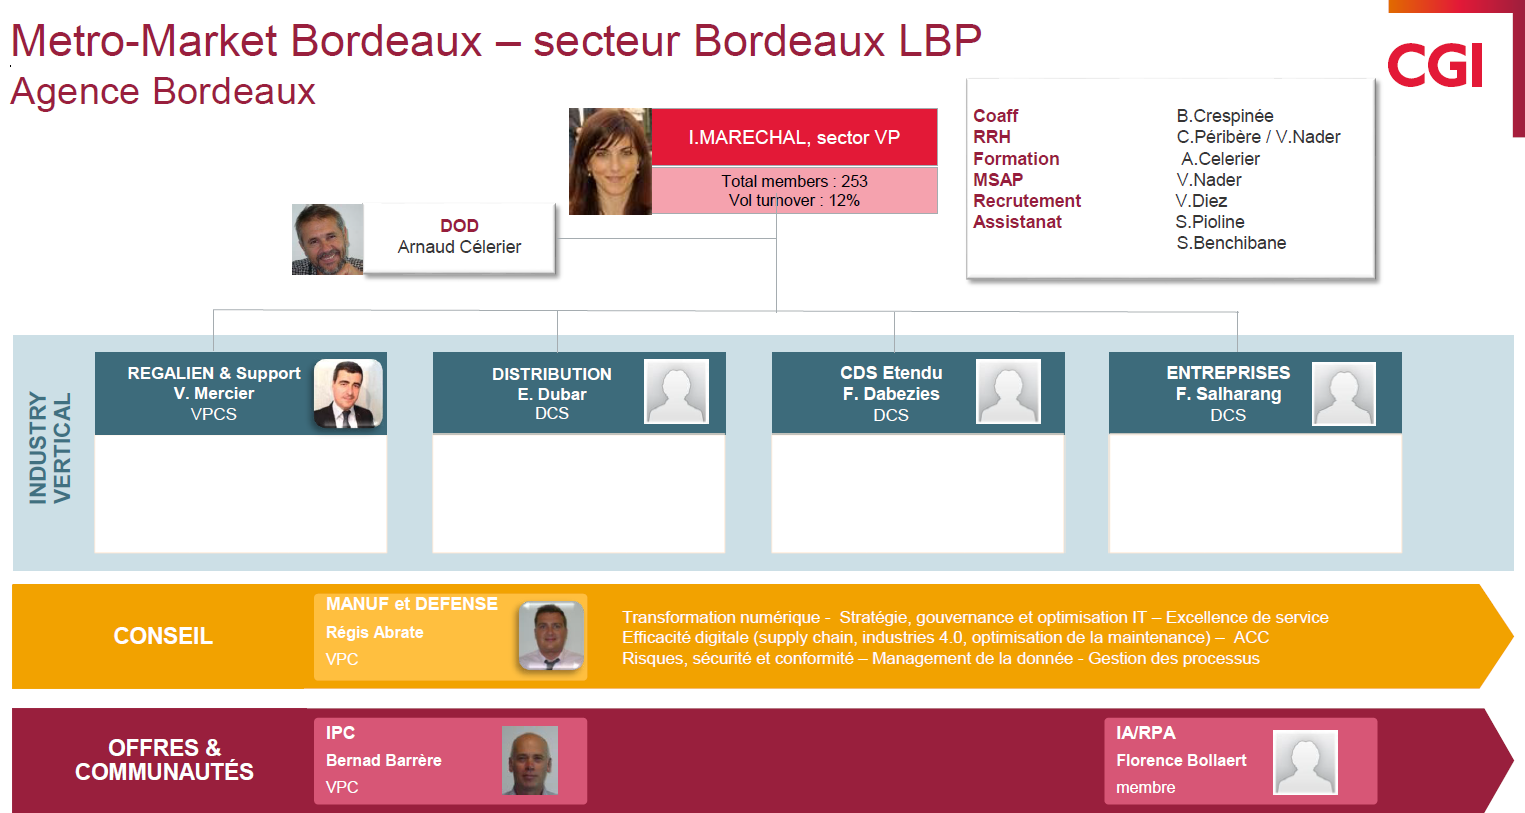 Metro-Market Bordeaux – secteur Bordeaux LBP
Agence Bordeaux
CGI
I.MARECHAL, sector VP
Total members : 253
Vol turnover : 12%
DOD
Arnaud Célerier
Coaff B.Crespinée
RRH C.Péribère / V.Nader
Formation A.Celerier
MSAP V.Nader
Recrutement V.Diez
Assistanat S.Pioline
S.Benchibane
INDUSTRY
VERTICAL
REGALIEN & Support
V. Mercier
VPCS
DISTRIBUTION
E. Dubar
DCS
CDS Etendu
F. Dabezies
DCS
ENTREPRISES
F. Salharang
DCS
CONSEIL
MANUF et DEFENSE
Régis Abrate
VPC
Transformation numérique - Stratégie, gouvernance et optimisation IT – Excellence de service
Efficacité digitale (supply chain, industries 4.0, optimisation de la maintenance) – ACC
Risques, sécurité et conformité – Management de la donnée - Gestion des processus
OFFRES &
COMMUNAUTÉS
IPC
Bernad Barrère
VPC
IA/RPA
Florence Bollaert
membre